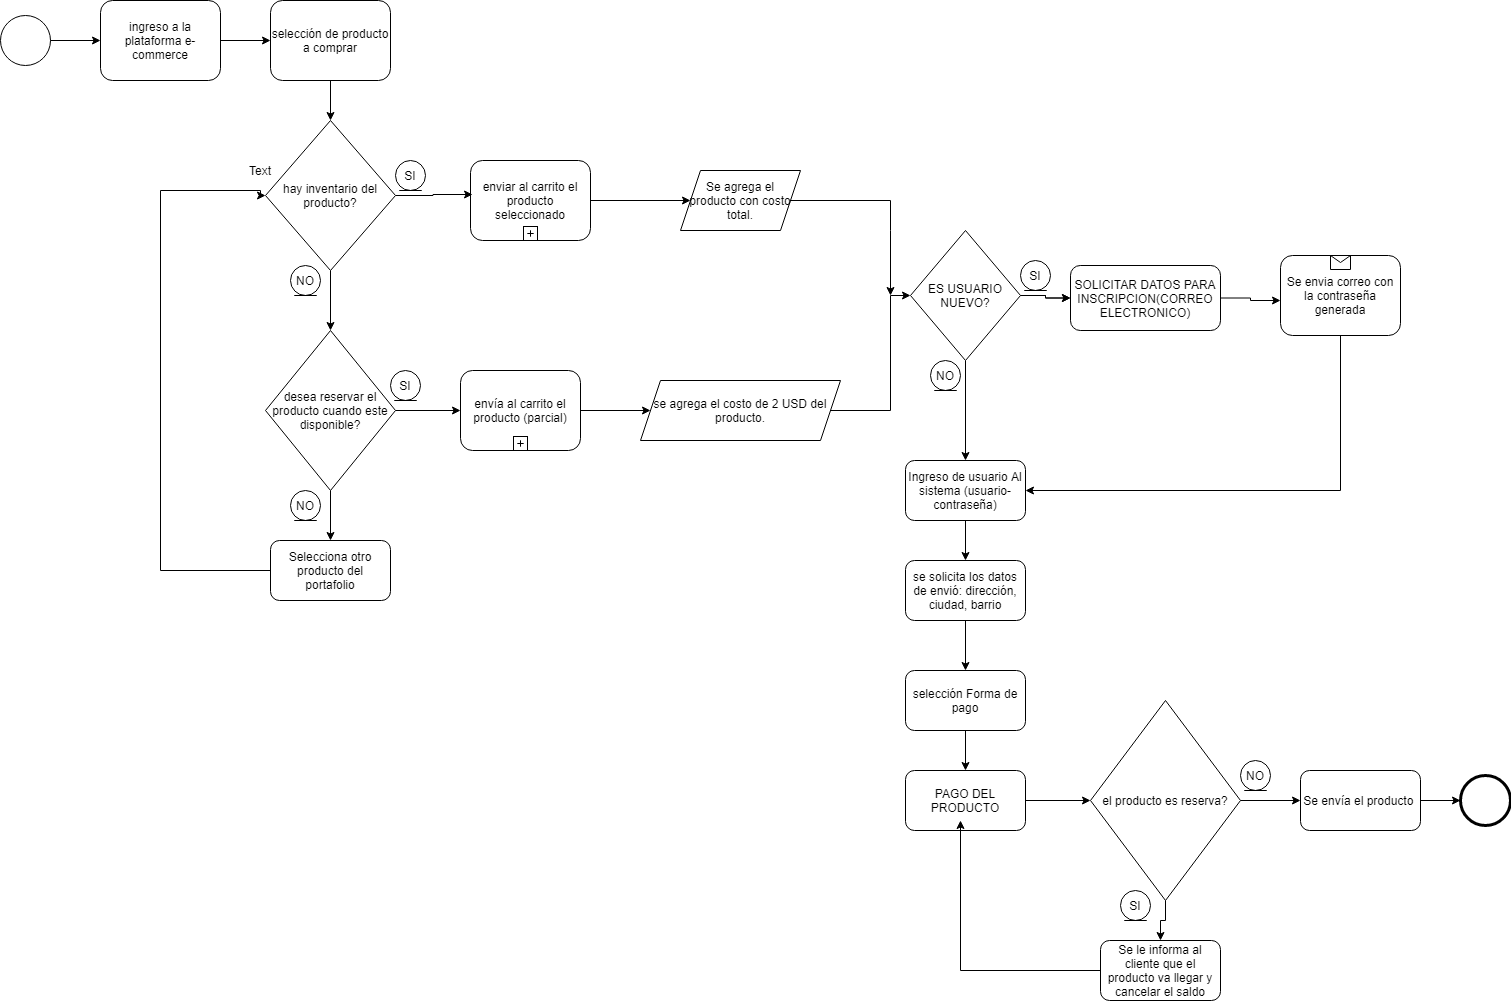 ingreso a la
plataforma e-
commerce
selección de producto
a comprar
Text
hay inventario del
producto?
SI
enviar al carrito el
producto
seleccionado
Se agrega el
producto con costo
total.
NO
ES USUARIO
NUEVO?
SI
SOLICITAR DATOS PARA
INSCRIPCION(CORREO
ELECTRONICO)
Se envia correo con
la contraseña
generada
NO
desea reservar el
producto cuando este
disponible?
SI
envía al carrito el
producto (parcial)
se agrega el costo de 2 USD del
producto.
NO
Selecciona otro
producto del
portafolio
Ingreso de usuario Al
sistema (usuario-
contraseña)
se solicita los datos
de envió: dirección,
ciudad, barrio
selección Forma de
pago
PAGO DEL
PRODUCTO
el producto es reserva?
NO
Se envía el producto
SI
Se le informa al
cliente que el
producto va llegar y
cancelar el saldo